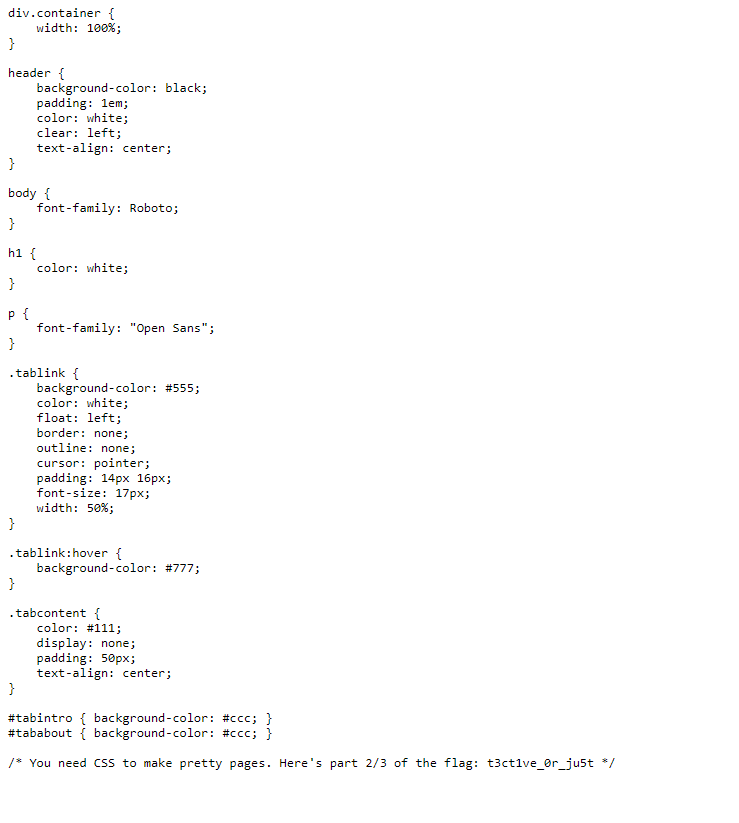 div.container {
    width: 100%;
}

header {
    background-color: black;
    padding: 1em;
    color: white;
    clear: left;
    text-align: center;
}

body {
    font-family: Roboto;
}

h1 {
    color: white;
}

p {
    font-family: "Open Sans";
}

.tablink {
    background-color: #555;
    color: white;
    float: left;
    border: none;
    outline: none;
    cursor: pointer;
    padding: 14px 16px;
    font-size: 17px;
    width: 50%;
}

.tablink:hover {
    background-color: #777;
}

.tabcontent {
    color: #111;
    display: none;
    padding: 50px;
    text-align: center;
}

#tabintro { background-color: #ccc; }
#tababout { background-color: #ccc; }

/* You need CSS to make pretty pages. Here's part 2/3 of the flag: t3ct1ve_0r_ju5t */